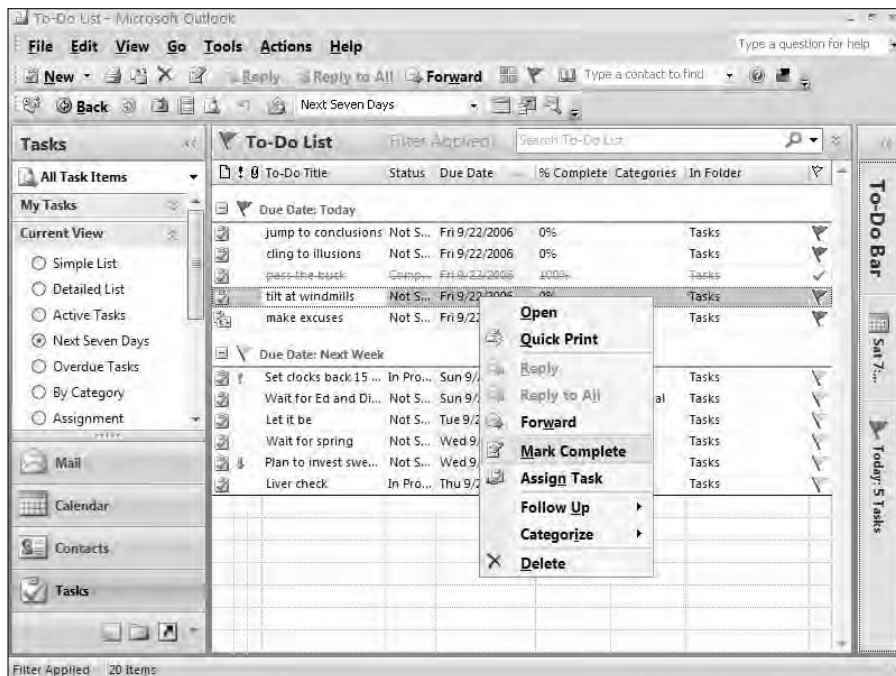 To-Do List - Microsoft Outlook
File Edit View Go Tools Actions Help
Type a question for help
New Reply Reply to All Forward Type a contact to find
Back Next Seven Days
Tasks
All Task Items
My Tasks
Current View
Simple List
Detailed List
Active Tasks
Next Seven Days
Overdue Tasks
By Category
Assignment
Mail
Calendar
Contacts
Tasks
To-Do List (Filter Applied) Search To-Do List
! To-Do Title Status Due Date % Complete Categories In Folder
Due Date: Today
jump to conclusions Not S... Fri 9/22/2006 0% Tasks
cling to illusions Not S... Fri 9/22/2006 0% Tasks
pass the buck Comp... Fri 9/22/2006 100% Tasks
tilt at windmills Not S... Fri 9/22/2006 0% Tasks
make excuses Not S... Fri 9/2 Tasks
Due Date: Next Week
Set clocks back 15 ... In Pro... Sun 9/ Tasks
Wait for Ed and Di... Not S... Sun 9/ al Tasks
Let it be Not S... Tue 9/2 Tasks
Wait for spring Not S... Wed 9/ Tasks
Plan to invest swe... Not S... Wed 9/ Tasks
Liver check In Pro... Thu 9/2 Tasks
Open
Quick Print
Reply
Reply to All
Forward
Mark Complete
Assign Task
Follow Up
Categorize
Delete
To-Do Bar
Sat 7:...
Today: 5 Tasks
Filter Applied 20 Items